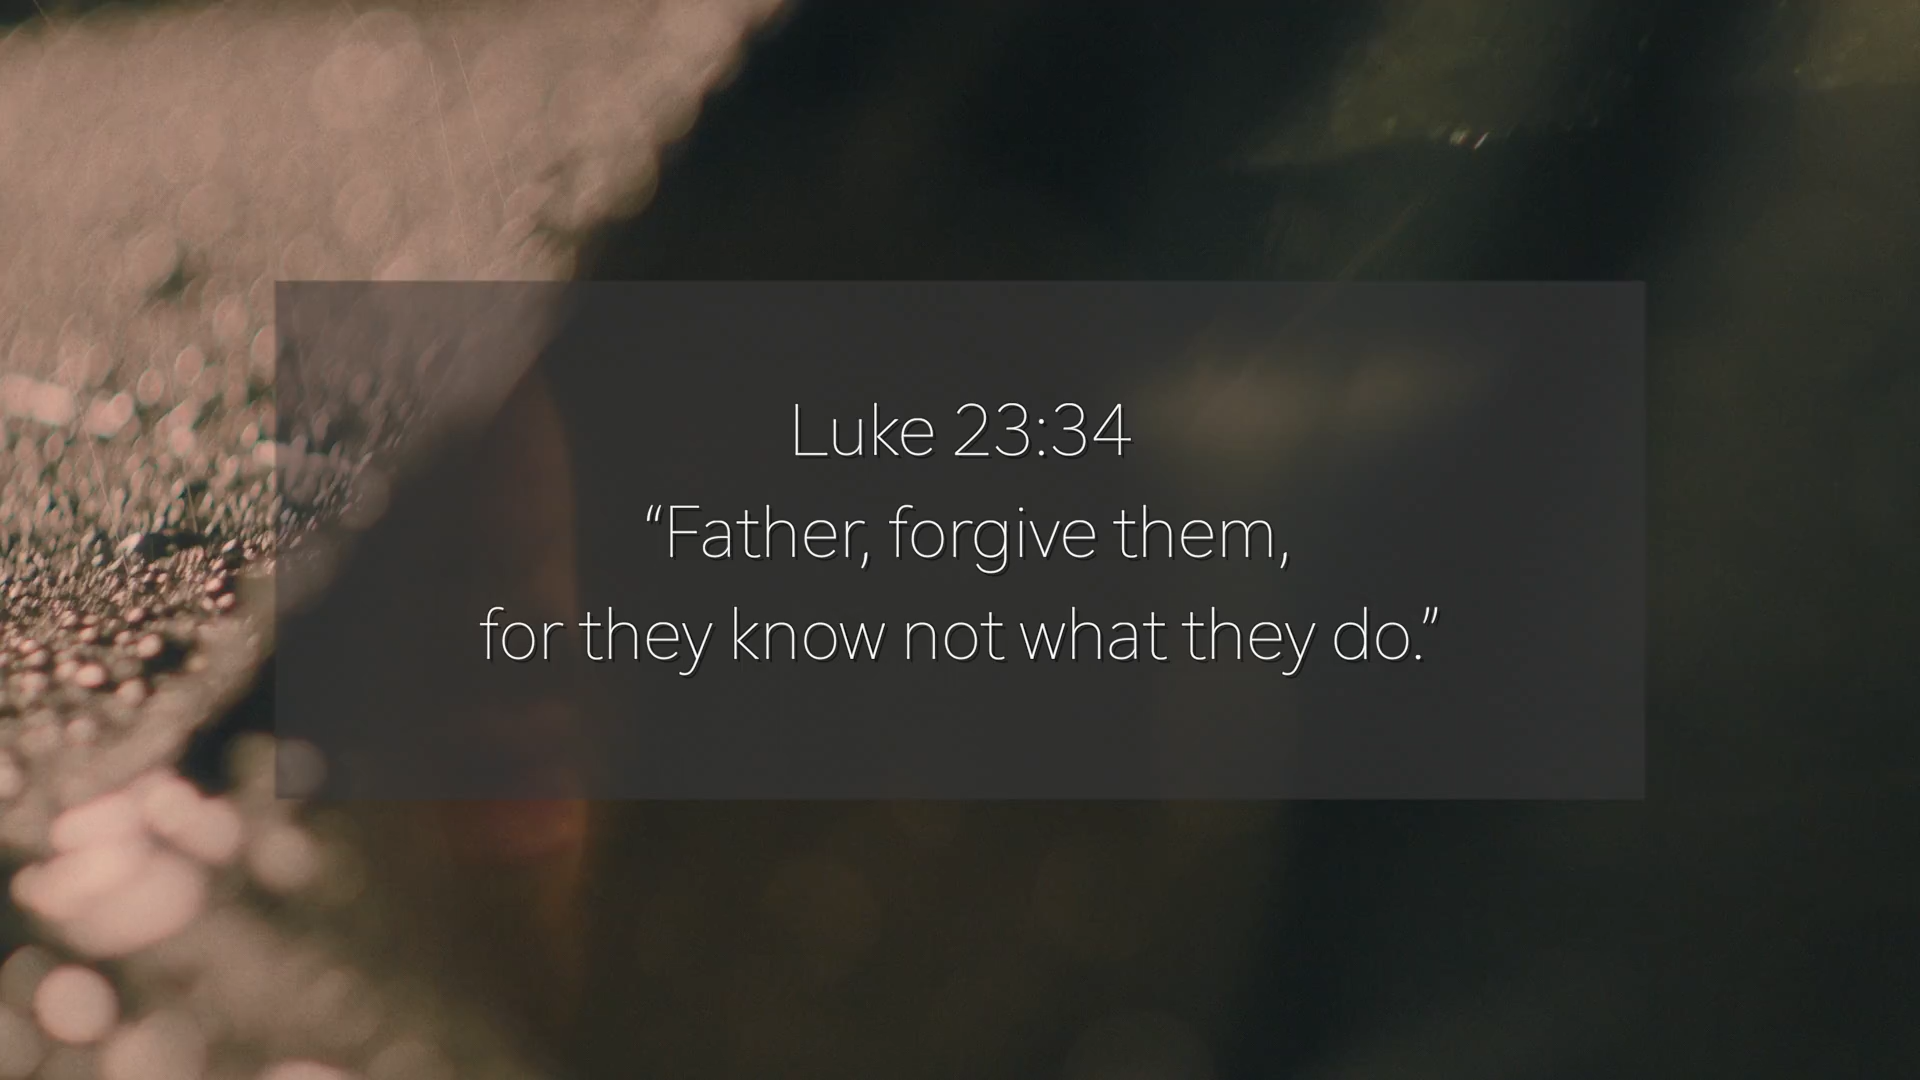 Luke 23:34
“Father, forgive them,
for they know not what they do.”